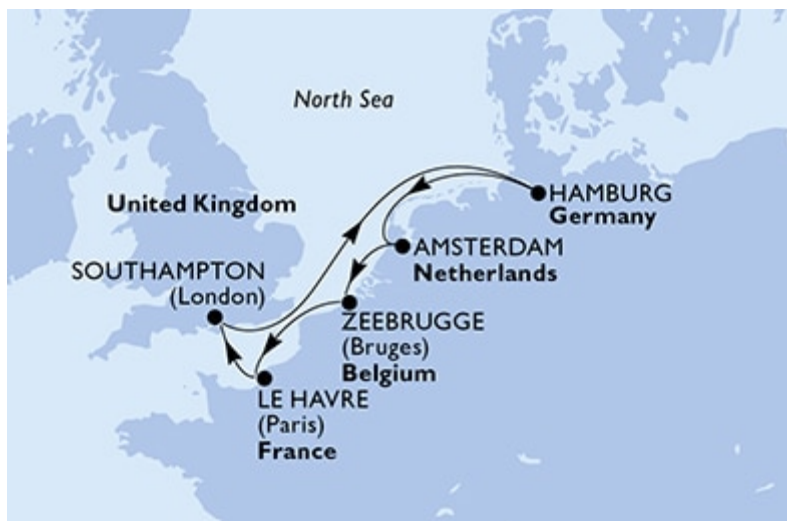 North Sea
HAMBURG
Germany
United Kingdom
AMSTERDAM
Netherlands
SOUTHAMPTON
(London)
ZEEBRUGGE
(Bruges)
Belgium
LE HAVRE
(Paris)
France